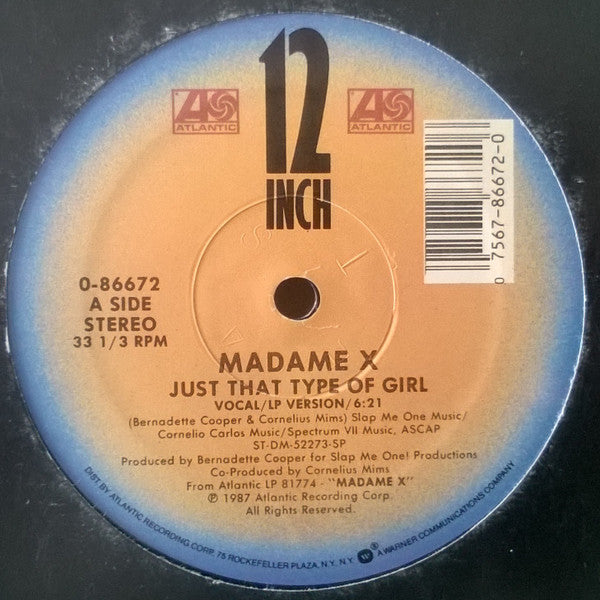 12
INCH
ATLANTIC
ATLANTIC
0 7567-86672-0
0-86672
A SIDE
STEREO
33 1/3 RPM
MADAME X
JUST THAT TYPE OF GIRL
VOCAL/LP VERSION/6:21
(Bernadette Cooper & Cornelius Mims) Slap Me One Music/
Cornelio Carlos Music/Spectrum VII Music, ASCAP
ST-DM-52273-SP
Produced by Bernadette Cooper for Slap Me One! Productions
Co-Produced by Cornelius Mims
From Atlantic LP 81774 - "MADAME X"
℗ 1987 Atlantic Recording Corp.
All Rights Reserved.
DIST. BY ATLANTIC RECORDING CORP., 75 ROCKEFELLER PLAZA, N.Y., N.Y. ® A WARNER COMMUNICATIONS COMPANY